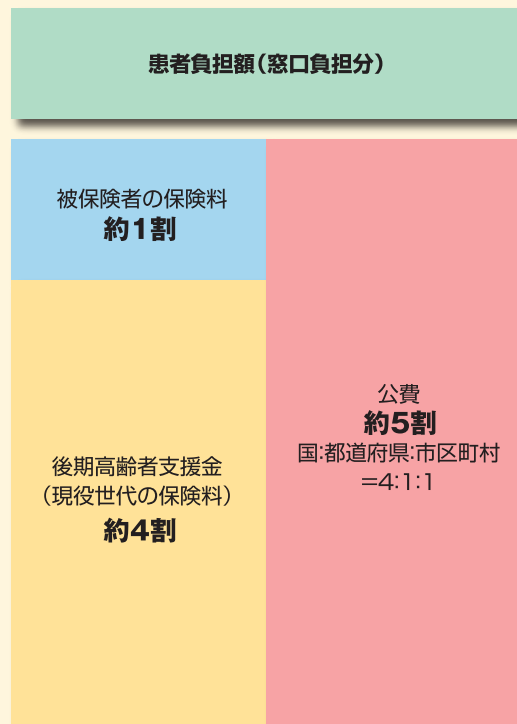 患者負担額（窓口負担分）
被保険者の保険料
約1割
後期高齢者支援金
（現役世代の保険料）
約4割
公費
約5割
国:都道府県:市区町村
=4:1:1